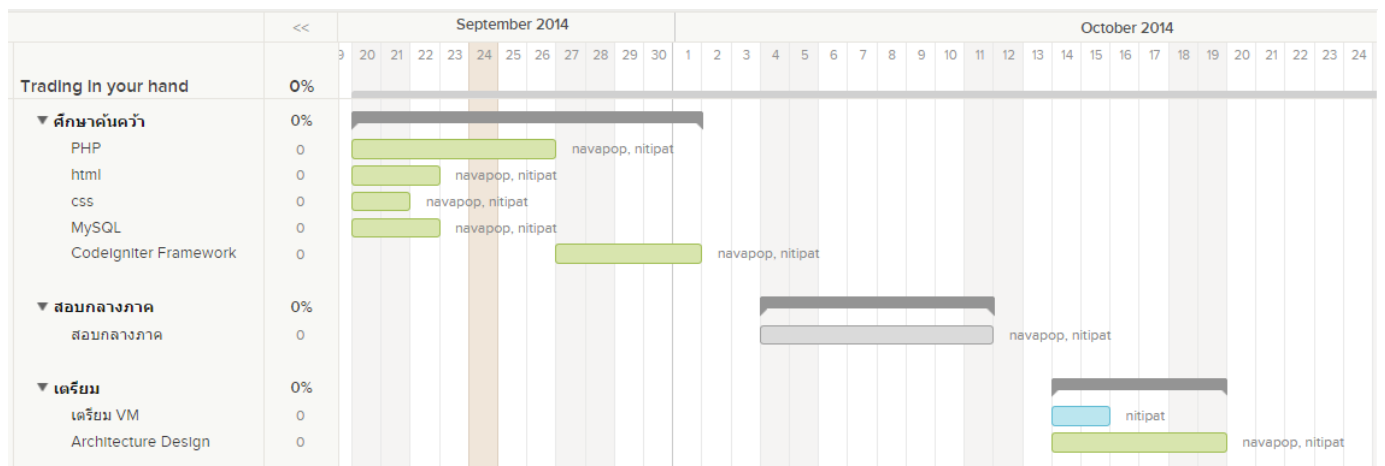 << September 2014 October 2014
9 20 21 22 23 24 25 26 27 28 29 30 1 2 3 4 5 6 7 8 9 10 11 12 13 14 15 16 17 18 19 20 21 22 23 24
Trading in your hand 0%
ศึกษาค้นคว้า 0%
PHP 0 navapop, nitipat
html 0 navapop, nitipat
css 0 navapop, nitipat
MySQL 0 navapop, nitipat
CodeIgniter Framework 0 navapop, nitipat
สอบกลางภาค 0%
สอบกลางภาค 0 navapop, nitipat
เตรียม 0%
เตรียม VM 0 nitipat
Architecture Design 0 navapop, nitipat